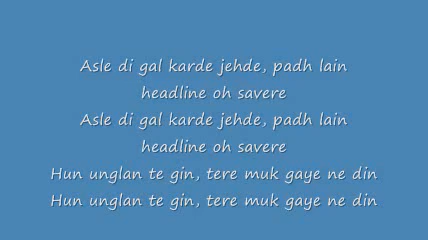 Asle di gal karde jehde, padh lain
headline oh savere
Asle di gal karde jehde, padh lain
headline oh savere
Hun unglan te gin, tere muk gaye ne din
Hun unglan te gin, tere muk gaye ne din